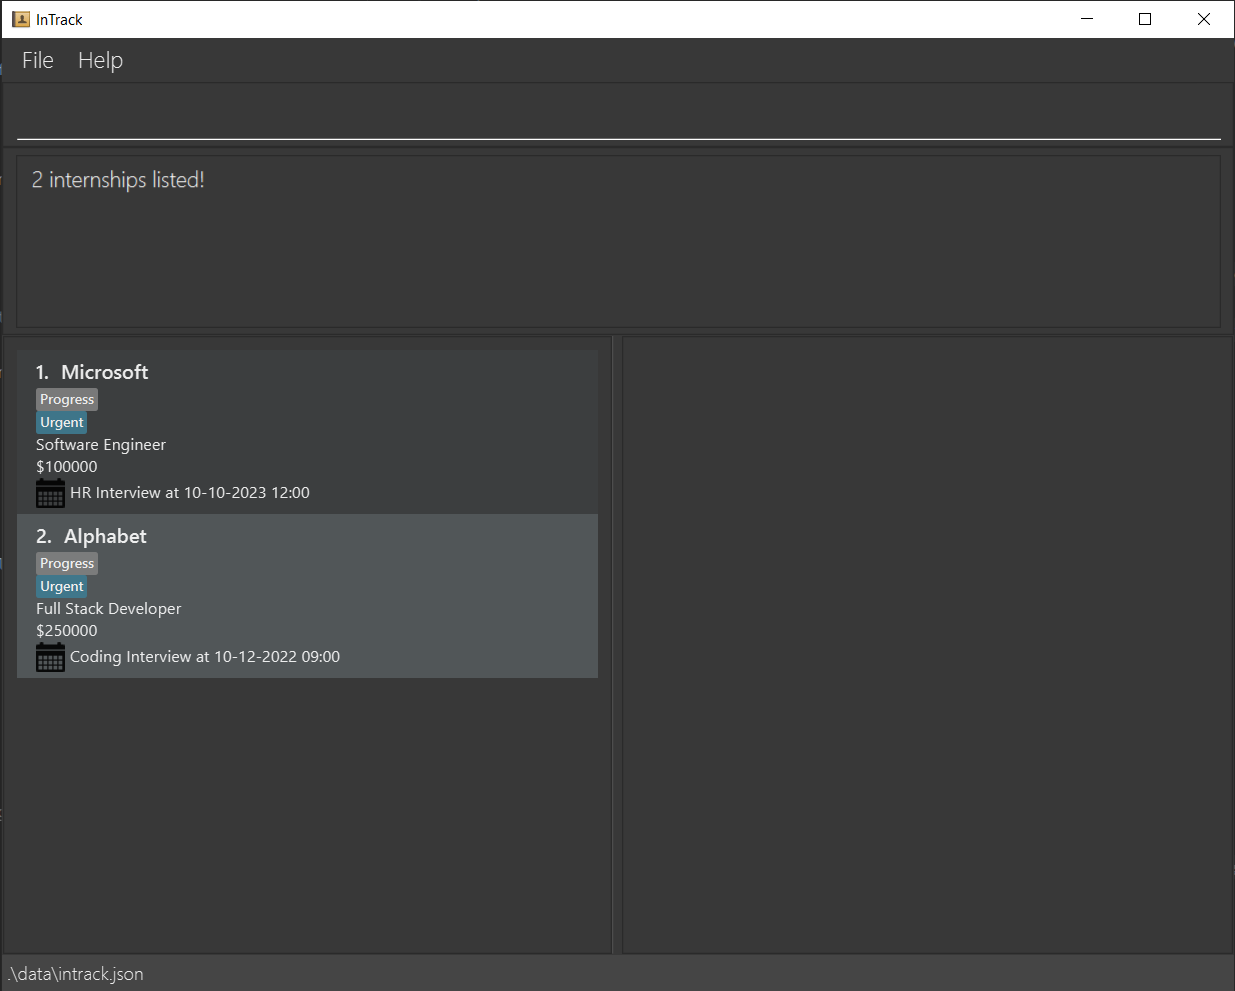 InTrack
File Help
2 internships listed!
1. Microsoft
Progress
Urgent
Software Engineer
$100000
HR Interview at 10-10-2023 12:00
2. Alphabet
Progress
Urgent
Full Stack Developer
$250000
Coding Interview at 10-12-2022 09:00
.\data\intrack.json